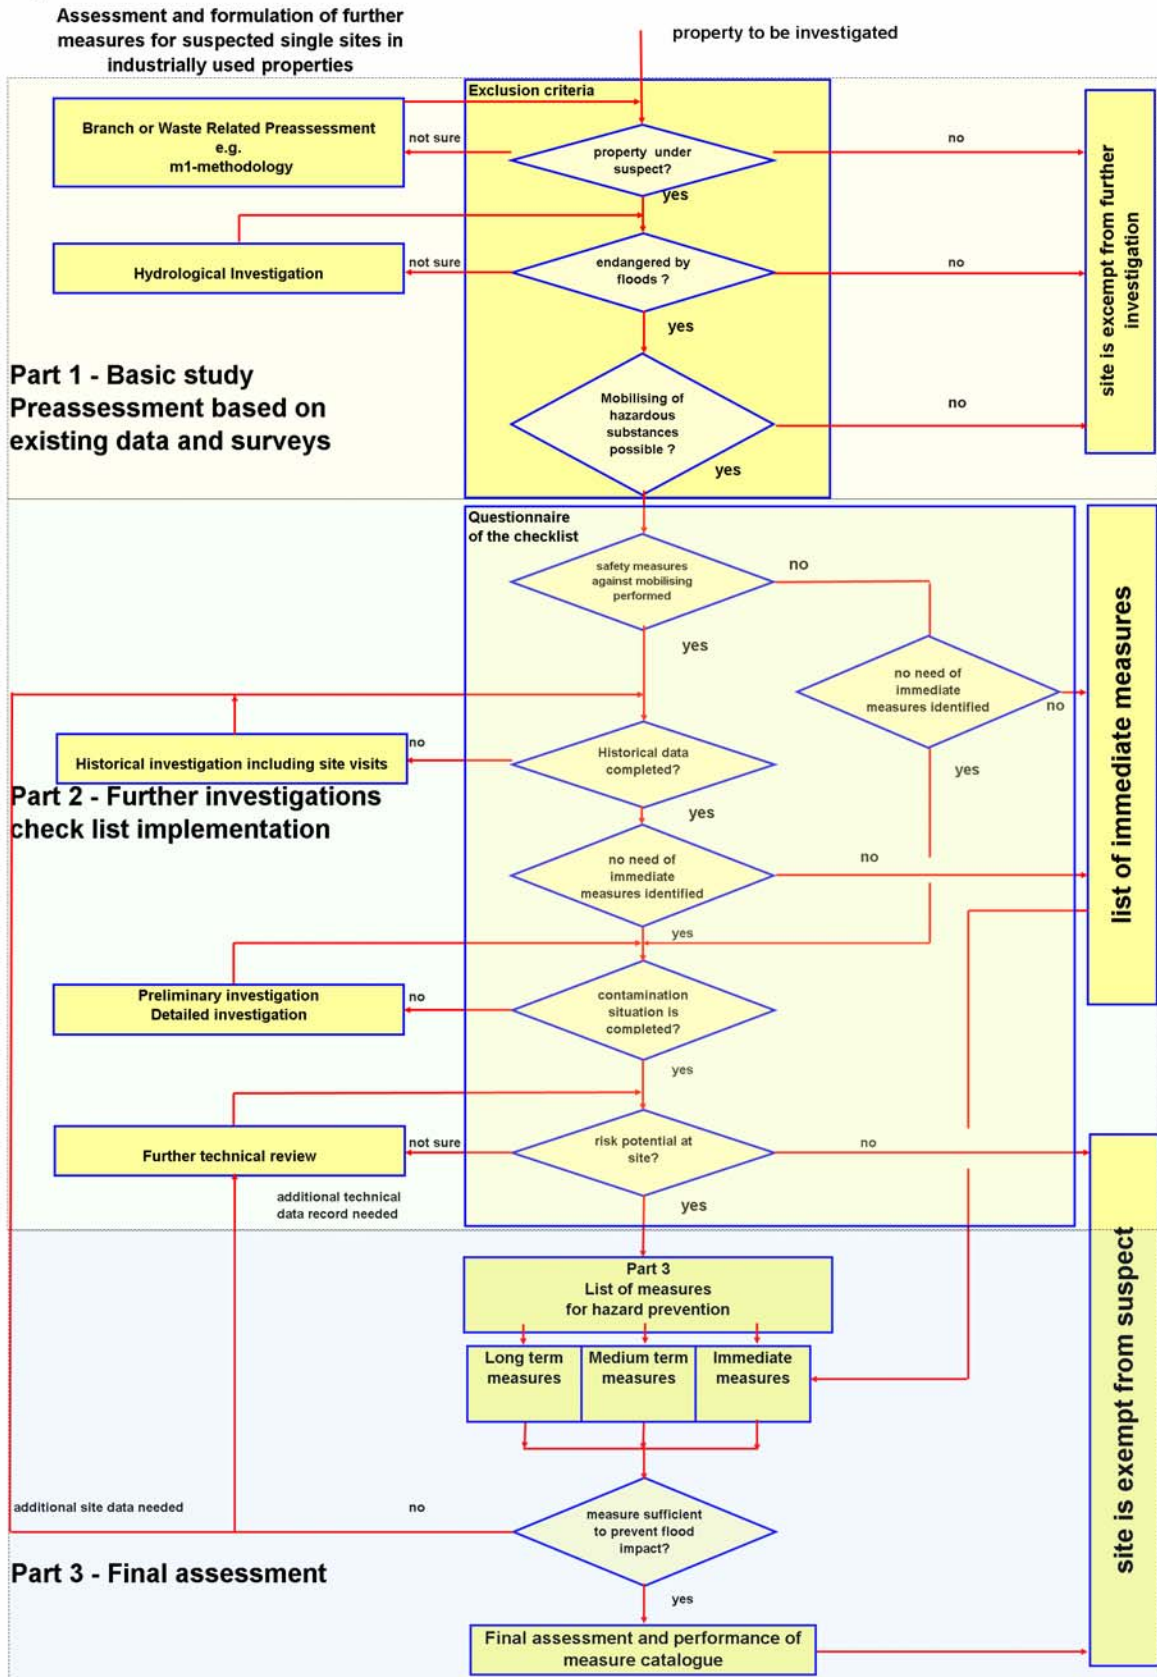 Assessment and formulation of further
measures for suspected single sites in
industrially used properties
property to be investigated
Exclusion criteria
Branch or Waste Related Preassessment
e.g.
m1-methodology
not sure
property under
suspect?
no
yes
site is excempt from further
investigation
Hydrological Investigation
not sure
endangered by
floods ?
no
yes
Part 1 - Basic study
Preassessment based on
existing data and surveys
Mobilising of
hazardous
substances
possible ?
no
yes
Questionnaire
of the checklist
safety measures
against mobilising
performed
no
yes
no need of
immediate
measures identified
no
yes
list of immediate measures
Historical investigation including site visits
no
Historical data
completed?
yes
Part 2 - Further investigations
check list implementation
no need of
immediate
measures identified
no
yes
Preliminary investigation
Detailed investigation
no
contamination
situation is
completed?
yes
Further technical review
not sure
risk potential at
site?
no
yes
additional technical
data record needed
site is exempt from suspect
Part 3
List of measures
for hazard prevention
Long term
measures
Medium term
measures
Immediate
measures
additional site data needed
no
measure sufficient
to prevent flood
impact?
yes
Part 3 - Final assessment
Final assessment and performance of
measure catalogue